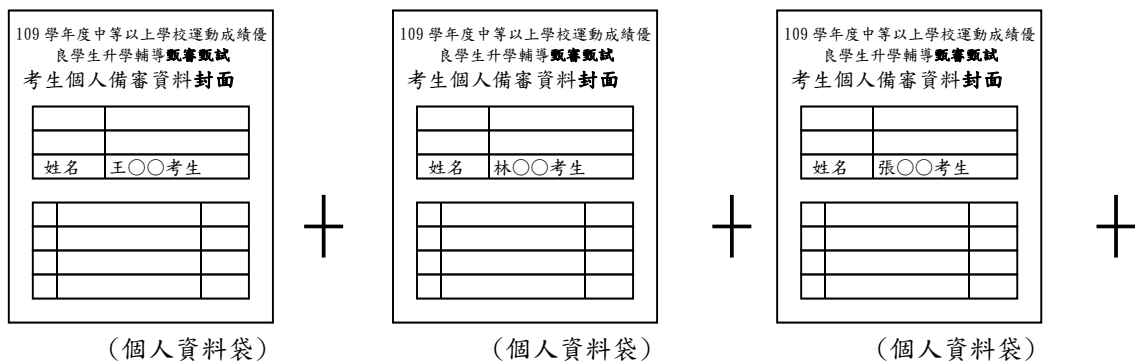 109 學年度中等以上學校運動成績優
良學生升學輔導甄審甄試
考生個人備審資料封面
姓名 王○○考生
(個人資料袋)
+
109 學年度中等以上學校運動成績優
良學生升學輔導甄審甄試
考生個人備審資料封面
姓名 林○○考生
(個人資料袋)
+
109 學年度中等以上學校運動成績優
良學生升學輔導甄審甄試
考生個人備審資料封面
姓名 張○○考生
(個人資料袋)
+